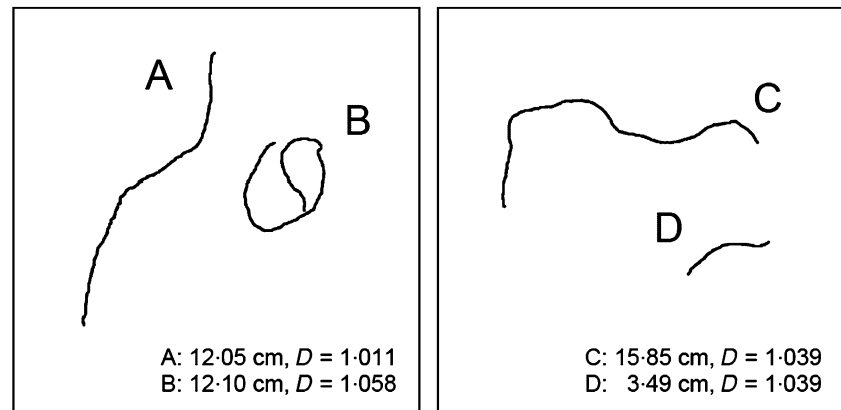 A
B
A: 12·05 cm, D = 1·011
B: 12·10 cm, D = 1·058
C
D
C: 15·85 cm, D = 1·039
D: 3·49 cm, D = 1·039